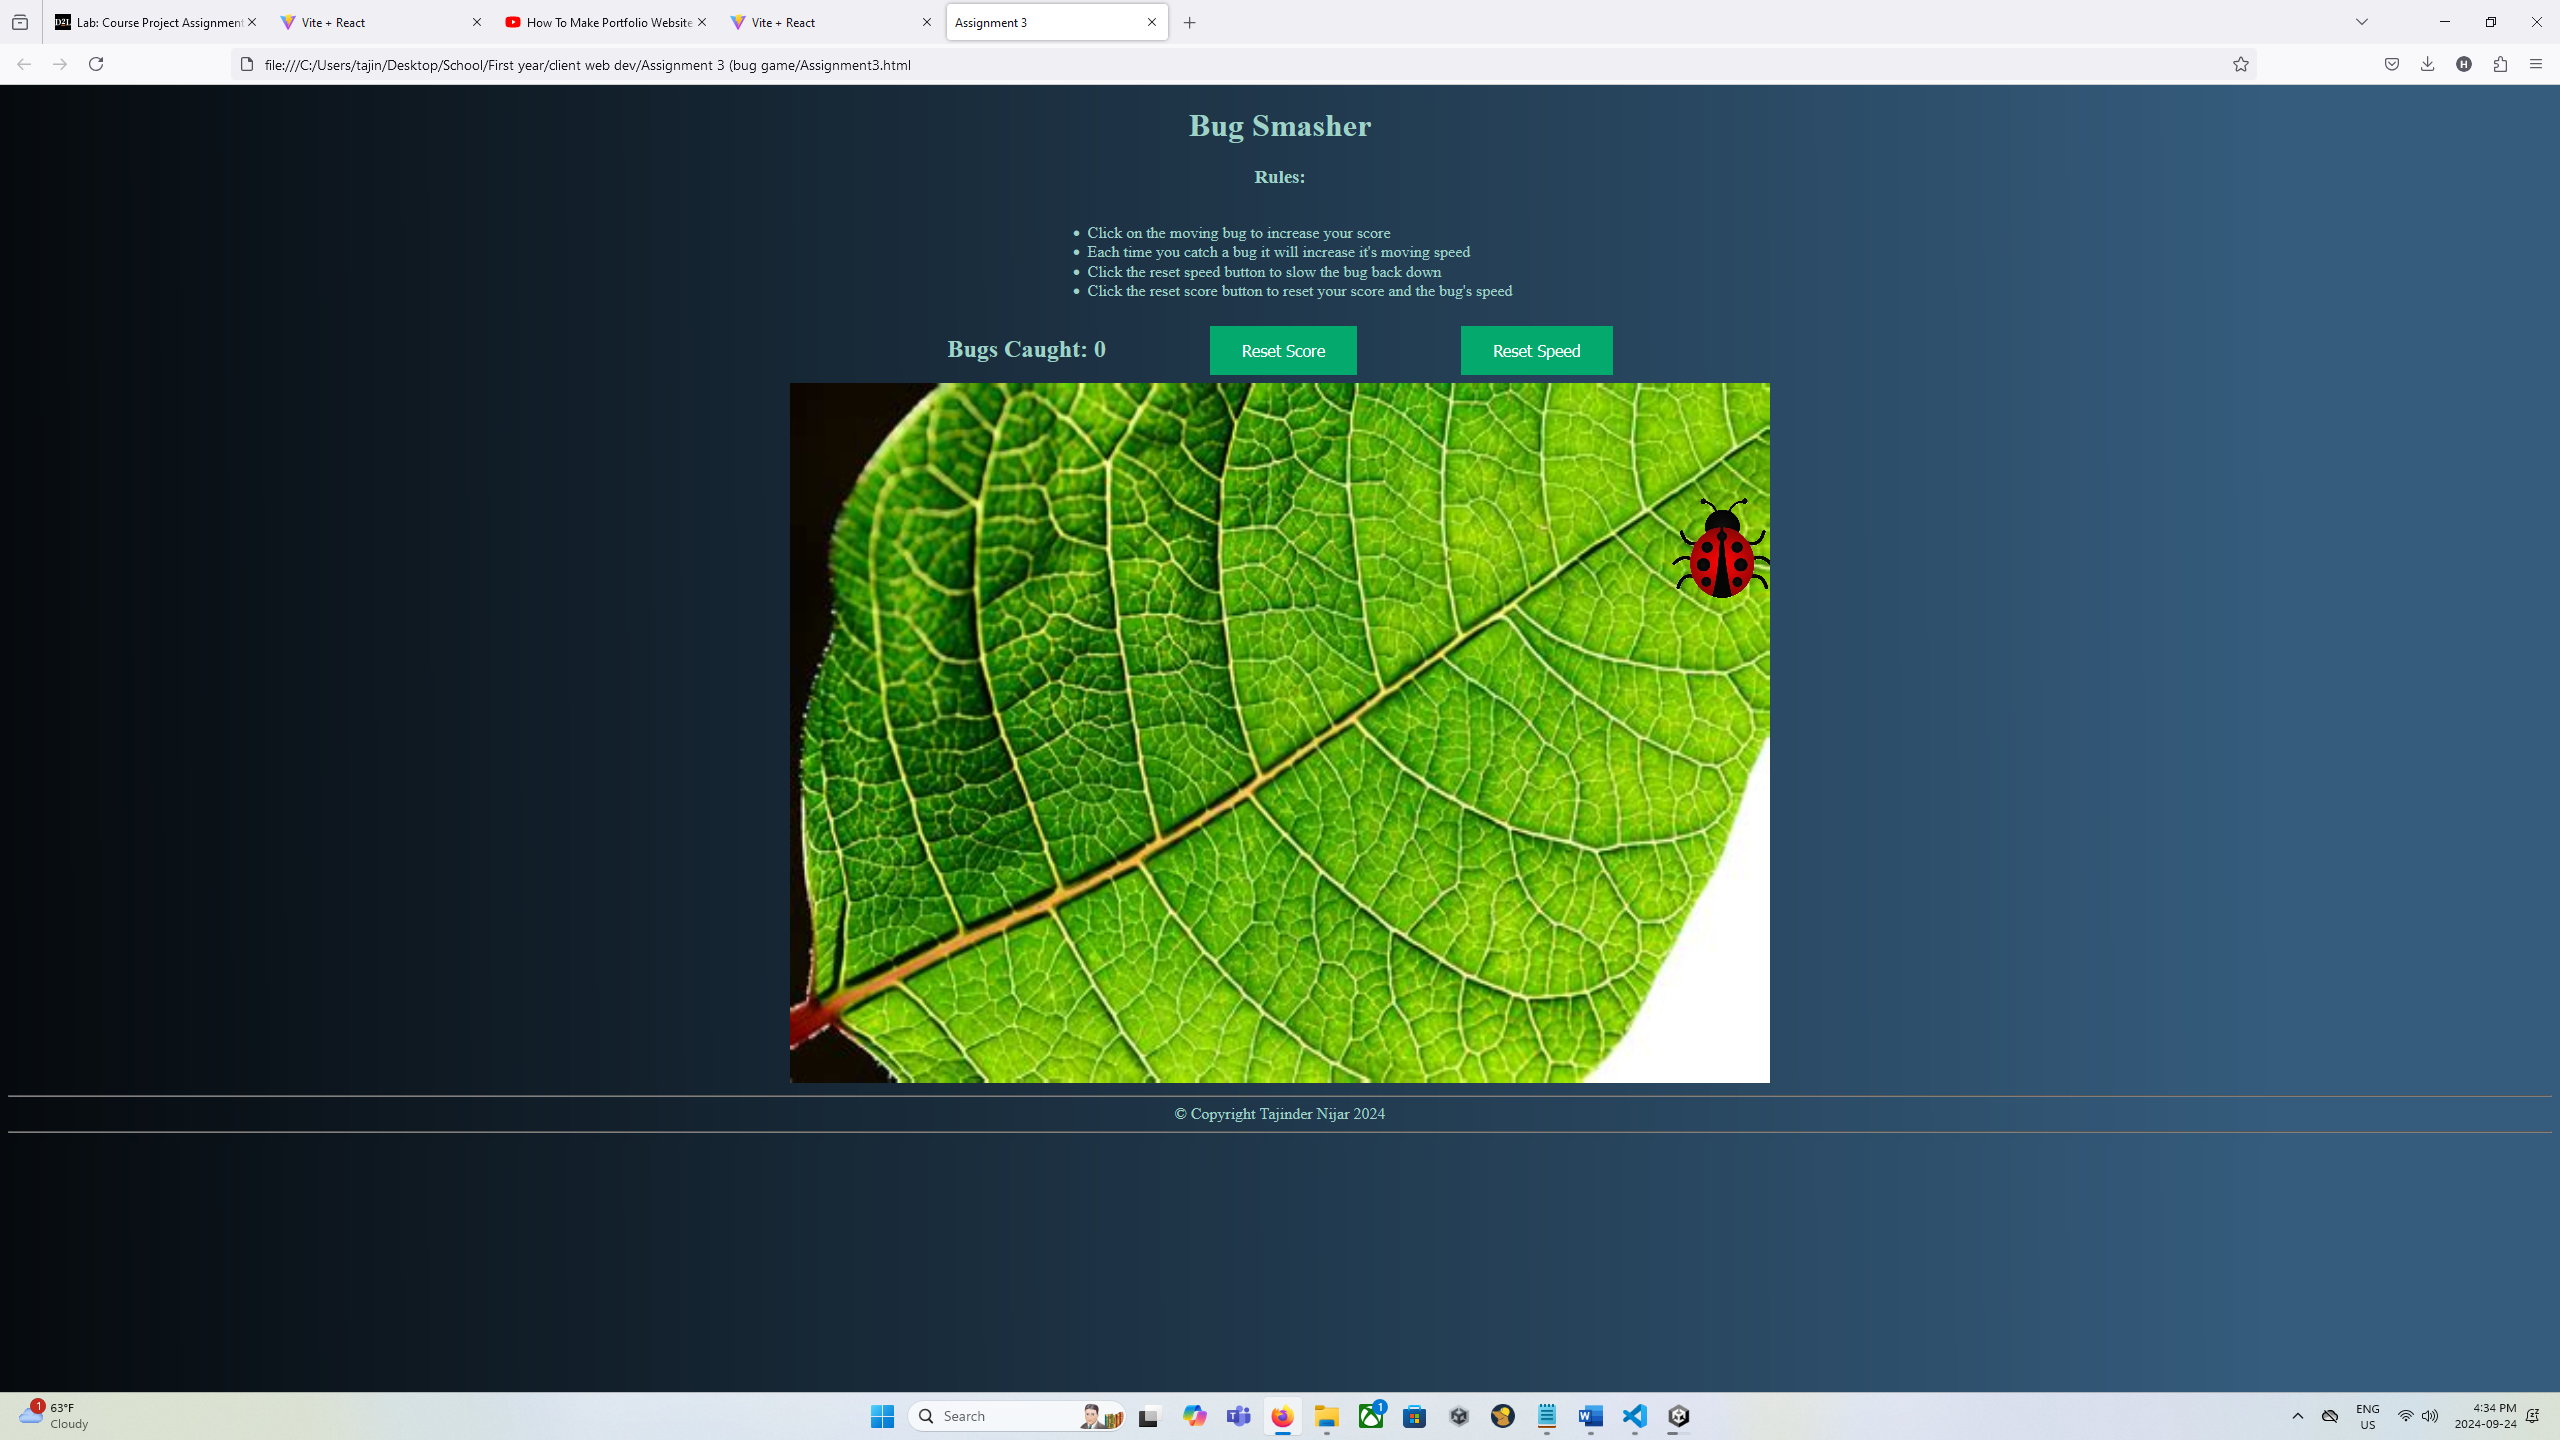 Lab: Course Project Assignment
Vite + React
How To Make Portfolio Website
Vite + React
Assignment 3
file:///C:/Users/tajin/Desktop/School/First year/client web dev/Assignment 3 (bug game/Assignment3.html
H
Bug Smasher
Rules:
Click on the moving bug to increase your score
Each time you catch a bug it will increase it's moving speed
Click the reset speed button to slow the bug back down
Click the reset score button to reset your score and the bug's speed
Bugs Caught: 0
Reset Score
Reset Speed
© Copyright Tajinder Nijar 2024
1
63°F
Cloudy
Search
1
ENG
US
4:34 PM
2024-09-24